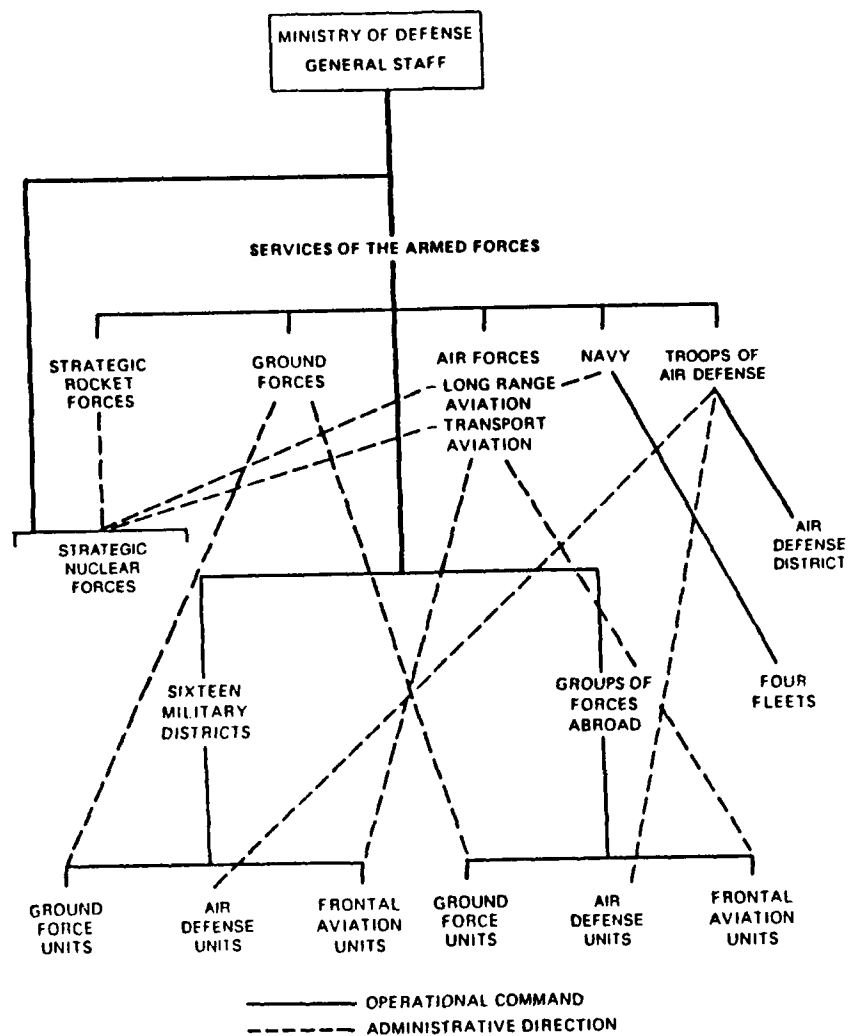 MINISTRY OF DEFENSE
GENERAL STAFF
SERVICES OF THE ARMED FORCES
STRATEGIC
ROCKET
FORCES
GROUND
FORCES
AIR FORCES
LONG RANGE
AVIATION
TRANSPORT
AVIATION
NAVY
TROOPS OF
AIR DEFENSE
STRATEGIC
NUCLEAR
FORCES
AIR
DEFENSE
DISTRICT
SIXTEEN
MILITARY
DISTRICTS
GROUPS OF
FORCES
ABROAD
FOUR
FLEETS
GROUND
FORCE
UNITS
AIR
DEFENSE
UNITS
FRONTAL
AVIATION
UNITS
GROUND
FORCE
UNITS
AIR
DEFENSE
UNITS
FRONTAL
AVIATION
UNITS
OPERATIONAL COMMAND
ADMINISTRATIVE DIRECTION